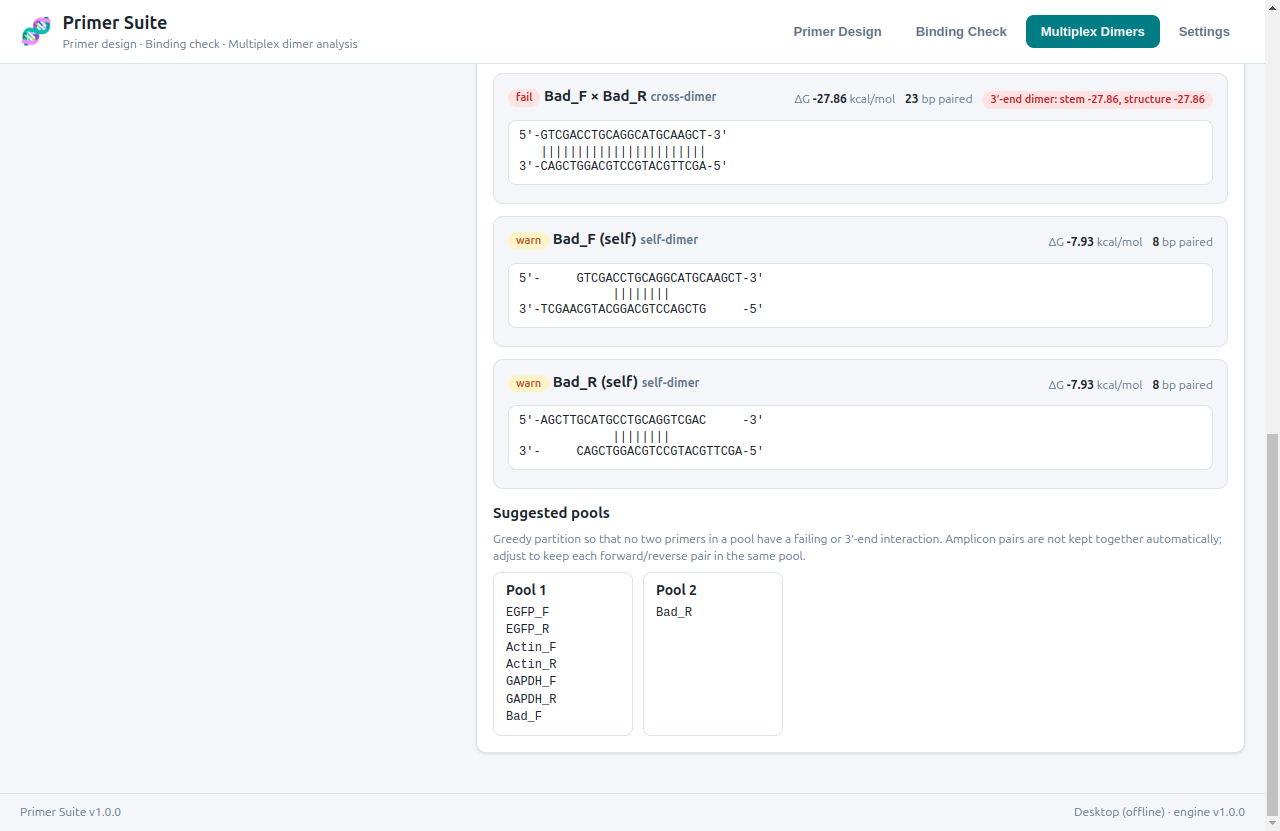 Primer Suite
Primer design · Binding check · Multiplex dimer analysis
Primer Design
Binding Check
Multiplex Dimers
Settings
fail Bad_F × Bad_R cross-dimer ΔG -27.86 kcal/mol 23 bp paired 3′-end dimer: stem -27.86, structure -27.86
5'-GTCGACCTGCAGGCATGCAAGCT-3'
|||||||||||||||||||||||
3'-CAGCTGGACGTCCGTACGTTCGA-5'
warn Bad_F (self) self-dimer ΔG -7.93 kcal/mol 8 bp paired
5'-     GTCGACCTGCAGGCATGCAAGCT-3'
||||||||
3'-TCGAACGTACGGACGTCCAGCTG     -5'
warn Bad_R (self) self-dimer ΔG -7.93 kcal/mol 8 bp paired
5'-AGCTTGCATGCCTGCAGGTCGAC     -3'
||||||||
3'-     CAGCTGGACGTCCGTACGTTCGA-5'
Suggested pools
Greedy partition so that no two primers in a pool have a failing or 3′-end interaction. Amplicon pairs are not kept together automatically;
adjust to keep each forward/reverse pair in the same pool.
Pool 1
EGFP_F
EGFP_R
Actin_F
Actin_R
GAPDH_F
GAPDH_R
Bad_F
Pool 2
Bad_R
Primer Suite v1.0.0
Desktop (offline) · engine v1.0.0